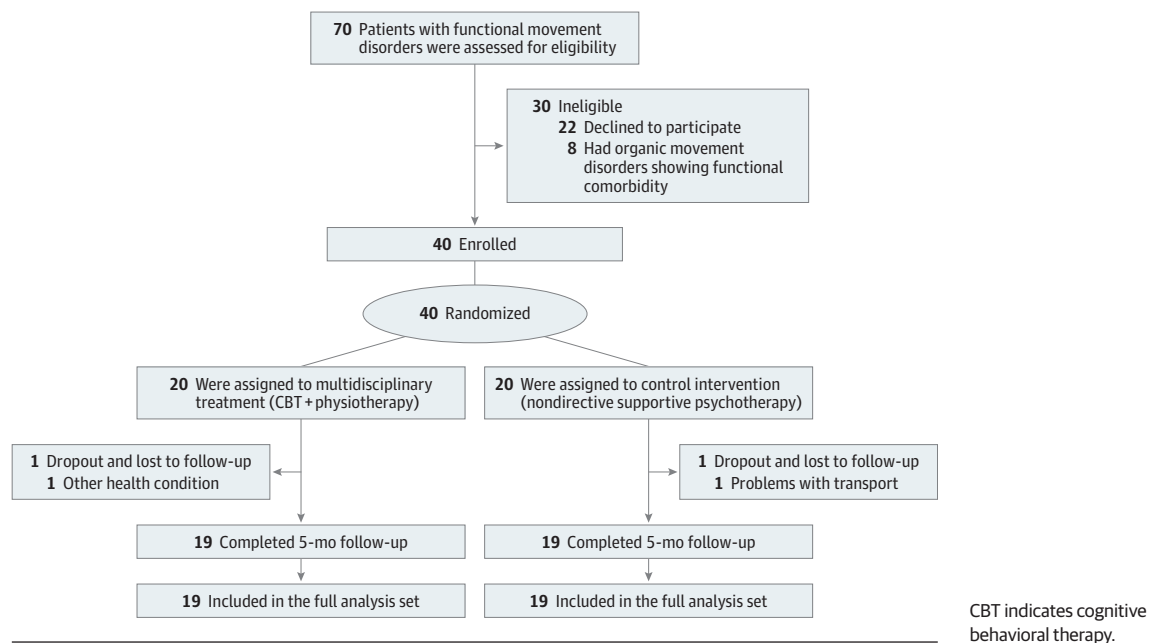 70 Patients with functional movement
disorders were assessed for eligibility
30 Ineligible
22 Declined to participate
8 Had organic movement
disorders showing functional
comorbidity
40 Enrolled
40 Randomized
20 Were assigned to multidisciplinary
treatment (CBT + physiotherapy)
20 Were assigned to control intervention
(nondirective supportive psychotherapy)
1 Dropout and lost to follow-up
1 Other health condition
1 Dropout and lost to follow-up
1 Problems with transport
19 Completed 5-mo follow-up
19 Completed 5-mo follow-up
19 Included in the full analysis set
19 Included in the full analysis set
CBT indicates cognitive
behavioral therapy.